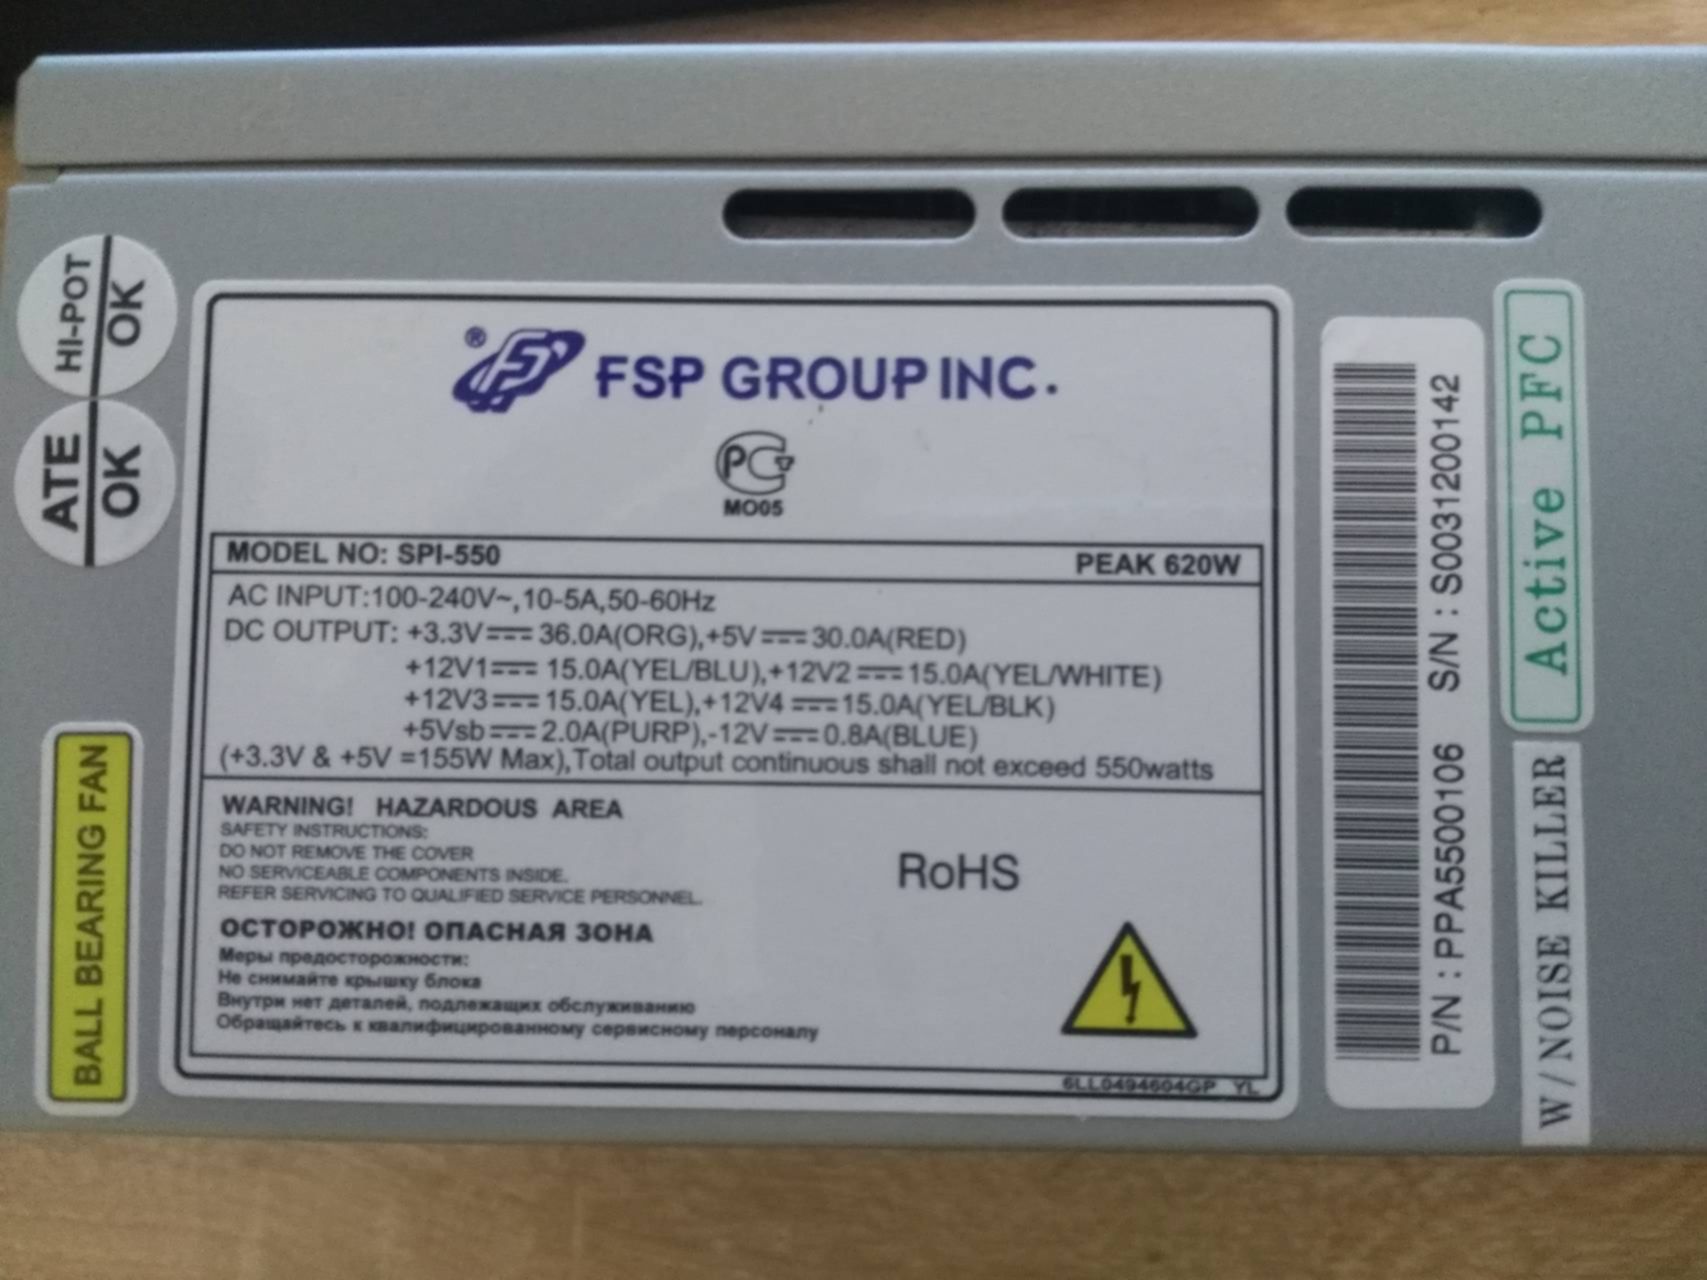 HI-POT
OK
ATE
OK
BALL BEARING FAN
® FSP GROUP INC.
MO05
MODEL NO: SPI-550 PEAK 620W
AC INPUT:100-240V~,10-5A,50-60Hz
DC OUTPUT: +3.3V⎓36.0A(ORG),+5V⎓30.0A(RED)
+12V1⎓15.0A(YEL/BLU),+12V2⎓15.0A(YEL/WHITE)
+12V3⎓15.0A(YEL),+12V4⎓15.0A(YEL/BLK)
+5Vsb⎓2.0A(PURP),-12V⎓0.8A(BLUE)
(+3.3V & +5V =155W Max),Total output continuous shall not exceed 550watts
WARNING! HAZARDOUS AREA
SAFETY INSTRUCTIONS:
DO NOT REMOVE THE COVER
NO SERVICEABLE COMPONENTS INSIDE.
REFER SERVICING TO QUALIFIED SERVICE PERSONNEL.
RoHS
ОСТОРОЖНО! ОПАСНАЯ ЗОНА
Меры предосторожности:
Не снимайте крышку блока
Внутри нет деталей, подлежащих обслуживанию
Обращайтесь к квалифицированному сервисному персоналу
6LL0494604GP YL
P/N : PPA5500106 S/N : S0031200142
Active PFC
W/NOISE KILLER